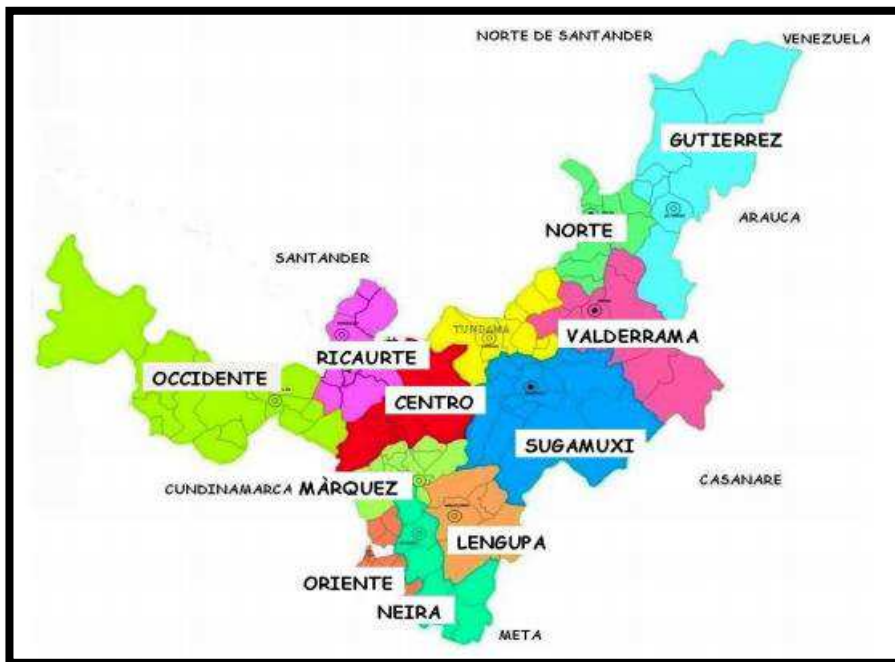 NORTE DE SANTANDER
VENEZUELA
GUTIERREZ
ARAUCA
NORTE
SANTANDER
TUNDAMA
VALDERRAMA
RICAURTE
OCCIDENTE
CENTRO
SUGAMUXI
CASANARE
CUNDINAMARCA
MÀRQUEZ
LENGUPA
ORIENTE
NEIRA
META